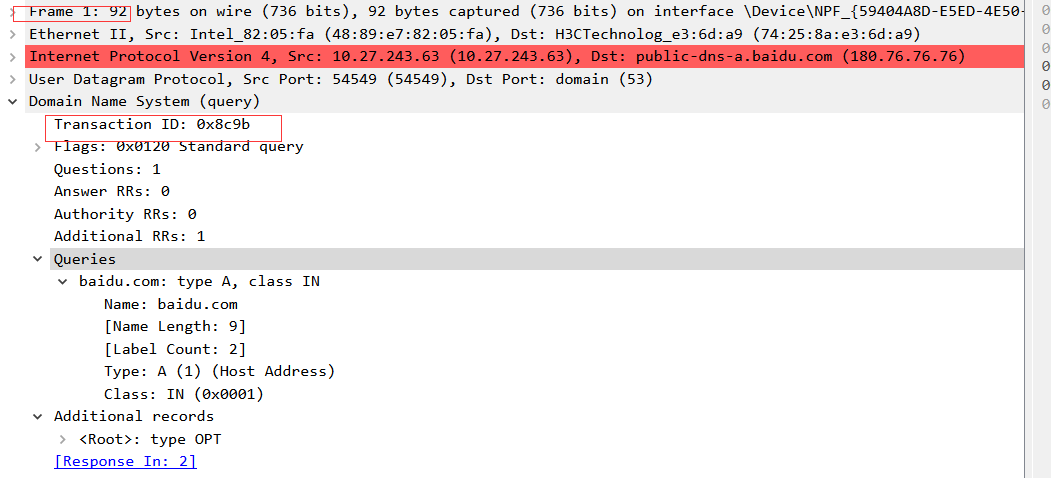 Frame 1: 92 bytes on wire (736 bits), 92 bytes captured (736 bits) on interface \Device\NPF_{59404A8D-E5ED-4E50-
Ethernet II, Src: Intel_82:05:fa (48:89:e7:82:05:fa), Dst: H3CTechnolog_e3:6d:a9 (74:25:8a:e3:6d:a9)
Internet Protocol Version 4, Src: 10.27.243.63 (10.27.243.63), Dst: public-dns-a.baidu.com (180.76.76.76)
User Datagram Protocol, Src Port: 54549 (54549), Dst Port: domain (53)
Domain Name System (query)
Transaction ID: 0x8c9b
Flags: 0x0120 Standard query
Questions: 1
Answer RRs: 0
Authority RRs: 0
Additional RRs: 1
Queries
baidu.com: type A, class IN
Name: baidu.com
[Name Length: 9]
[Label Count: 2]
Type: A (1) (Host Address)
Class: IN (0x0001)
Additional records
<Root>: type OPT
[Response In: 2]